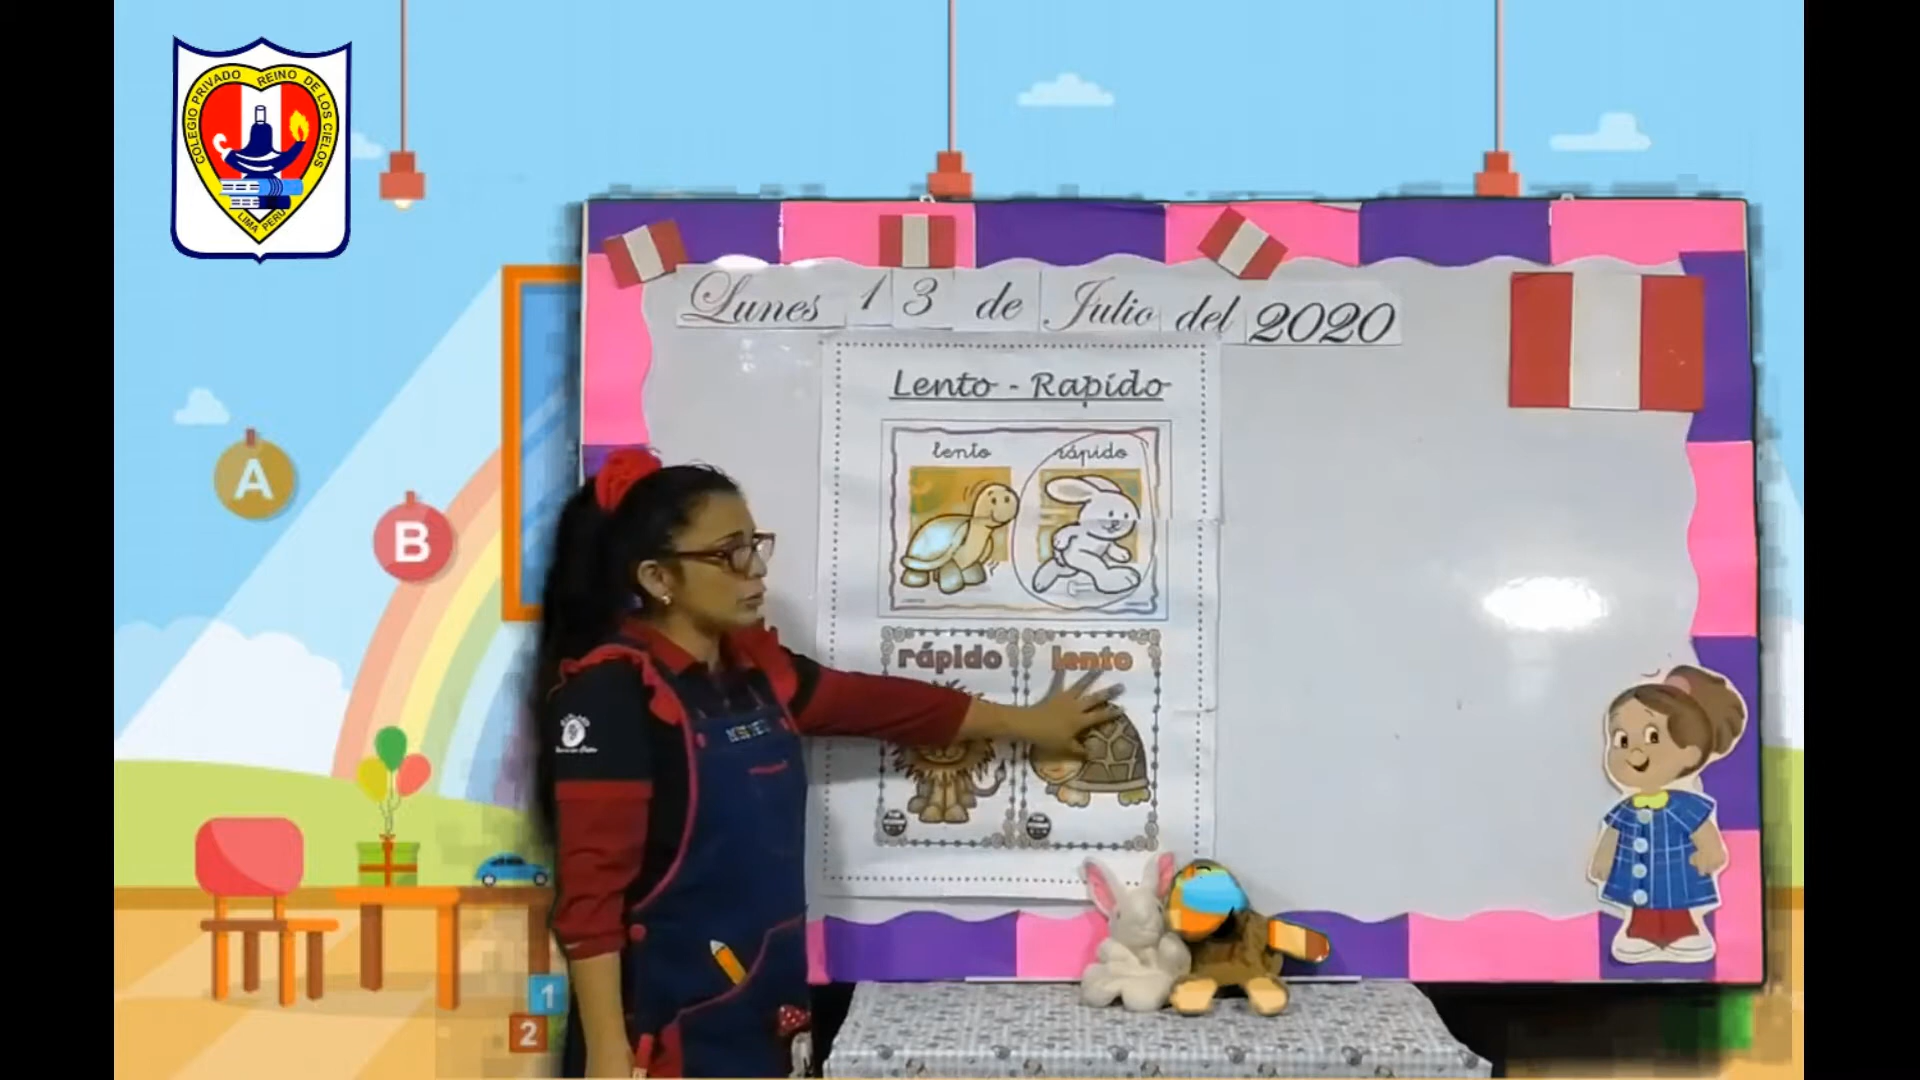 COLEGIO PRIVADO REINO DE LOS CIELOS
LIMA PERÚ
Lunes 13 de Julio del 2020
Lento - Rapido
lento rápido
rápido lento
A
B
1
2